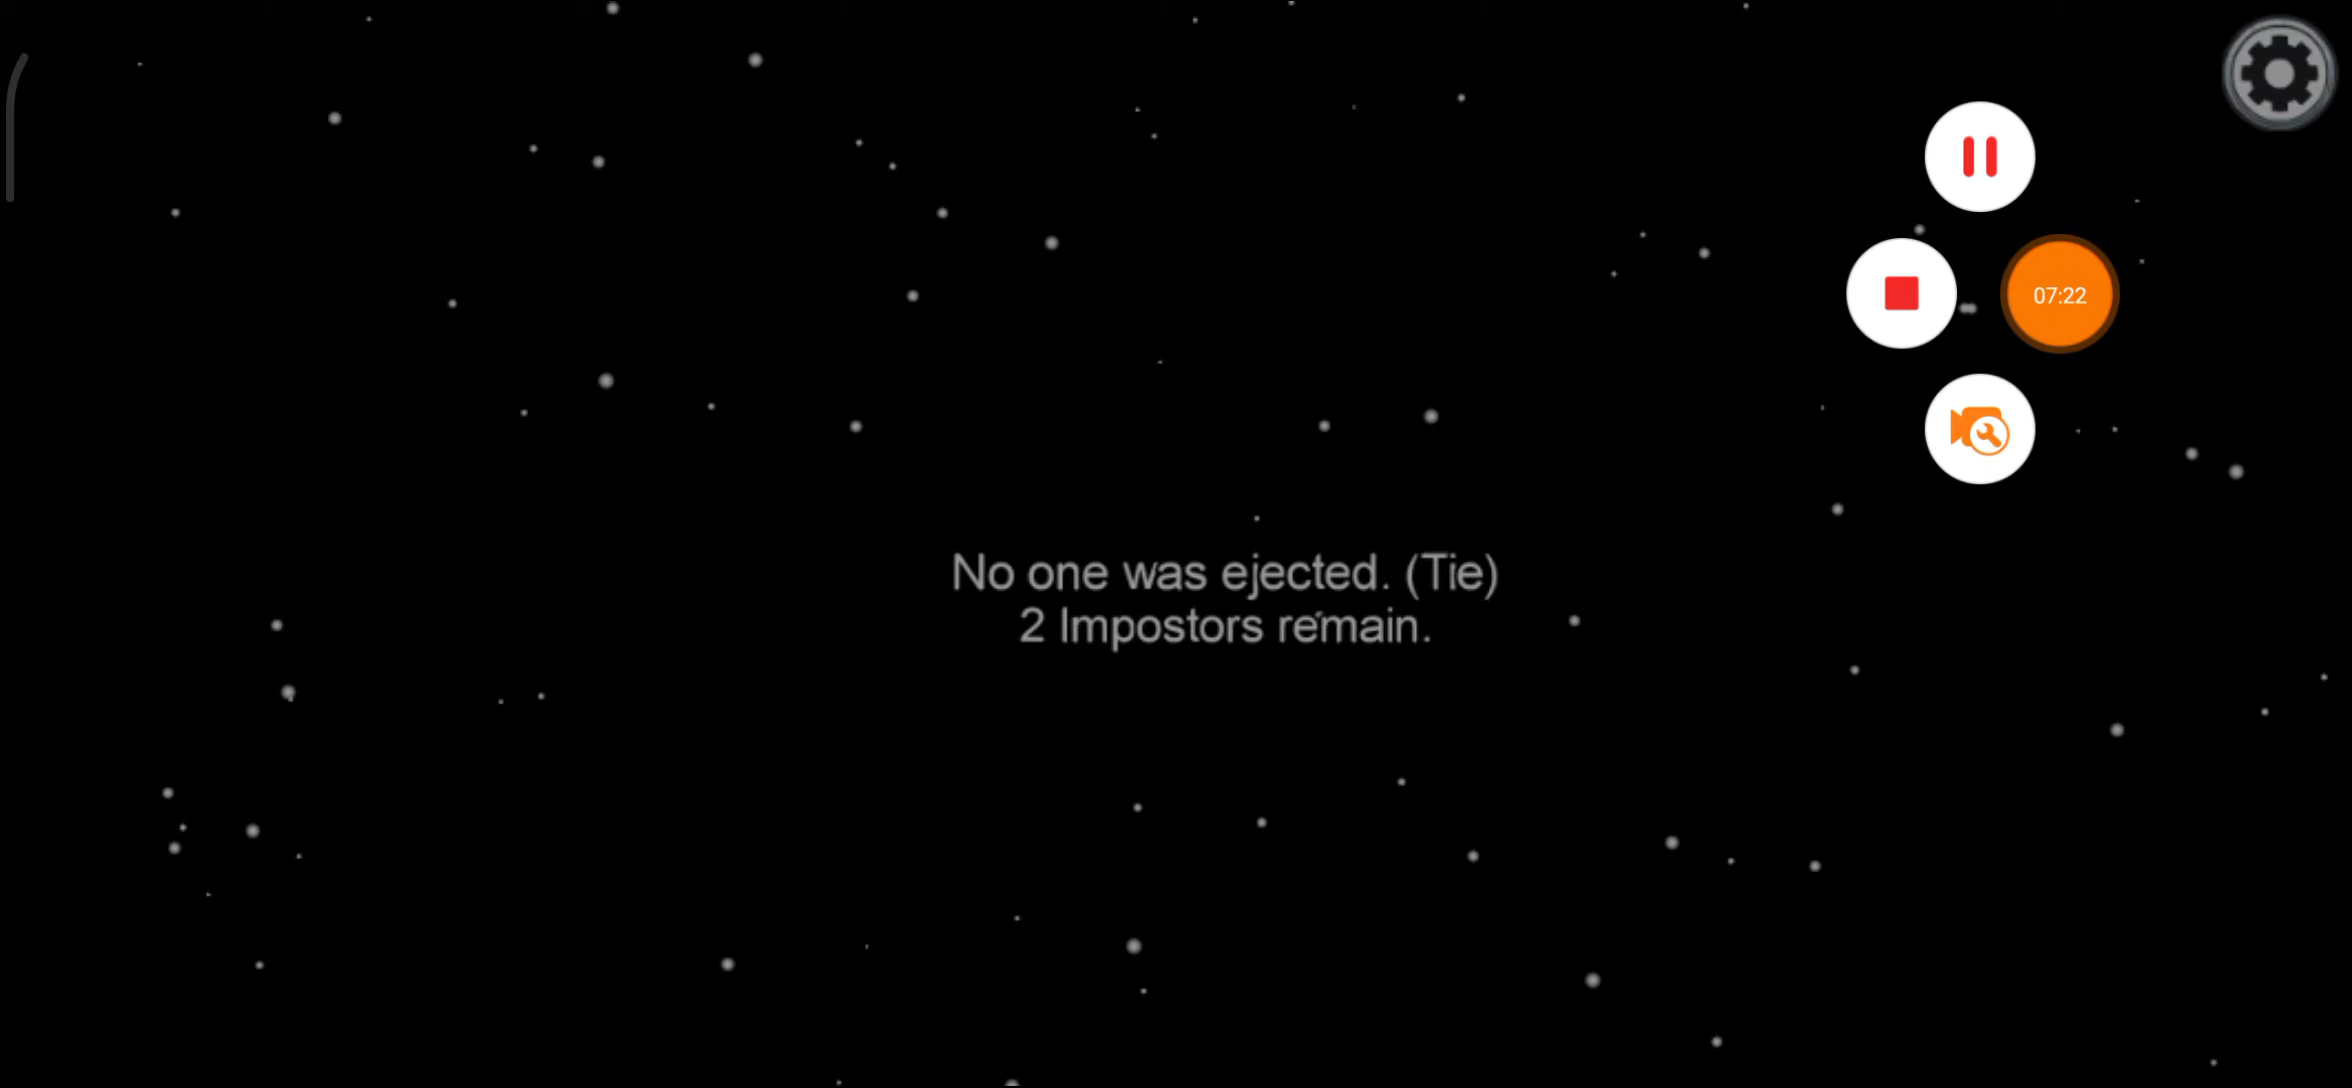 07:22
No one was ejected. (Tie)
2 Impostors remain.